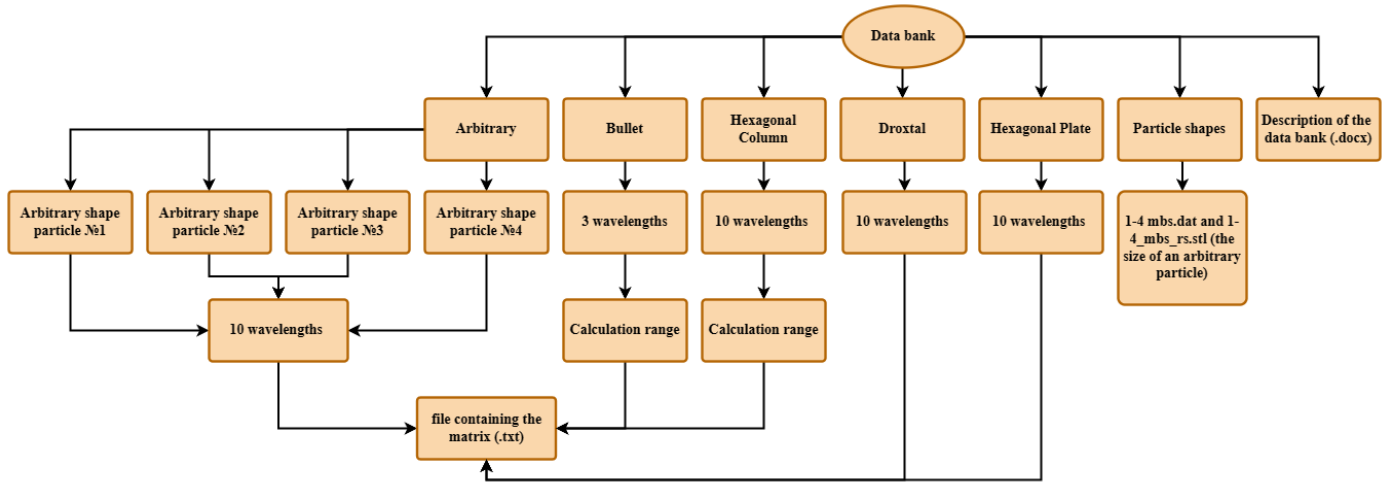 Data bank
Arbitrary
Bullet
Hexagonal
Column
Droxtal
Hexagonal Plate
Particle shapes
Description of the
data bank (.docx)
Arbitrary shape
particle №1
Arbitrary shape
particle №2
Arbitrary shape
particle №3
Arbitrary shape
particle №4
3 wavelengths
10 wavelengths
10 wavelengths
10 wavelengths
1-4 mbs.dat and 1-
4_mbs_rs.stl (the
size of an arbitrary
particle)
10 wavelengths
Calculation range
Calculation range
file containing the
matrix (.txt)